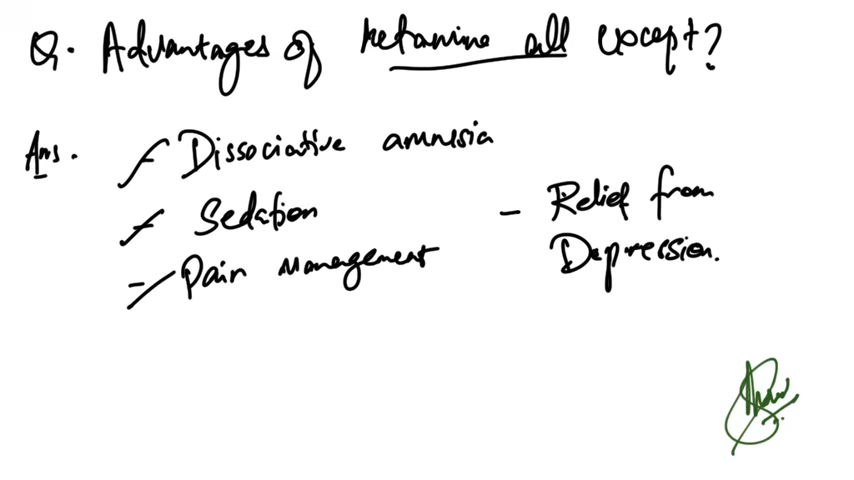 Q. Advantages of ketamine all except?
Ans. Dissociative amnesia
Sedation
- Pain Management
- Relief from
Depression.